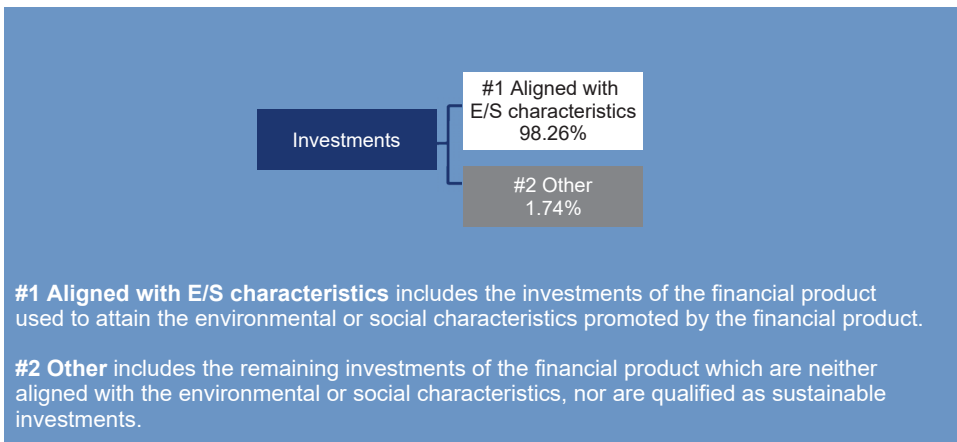 #1 Aligned with
E/S characteristics
98.26%
Investments
#2 Other
1.74%
#1 Aligned with E/S characteristics includes the investments of the financial product
used to attain the environmental or social characteristics promoted by the financial product.
#2 Other includes the remaining investments of the financial product which are neither
aligned with the environmental or social characteristics, nor are qualified as sustainable
investments.